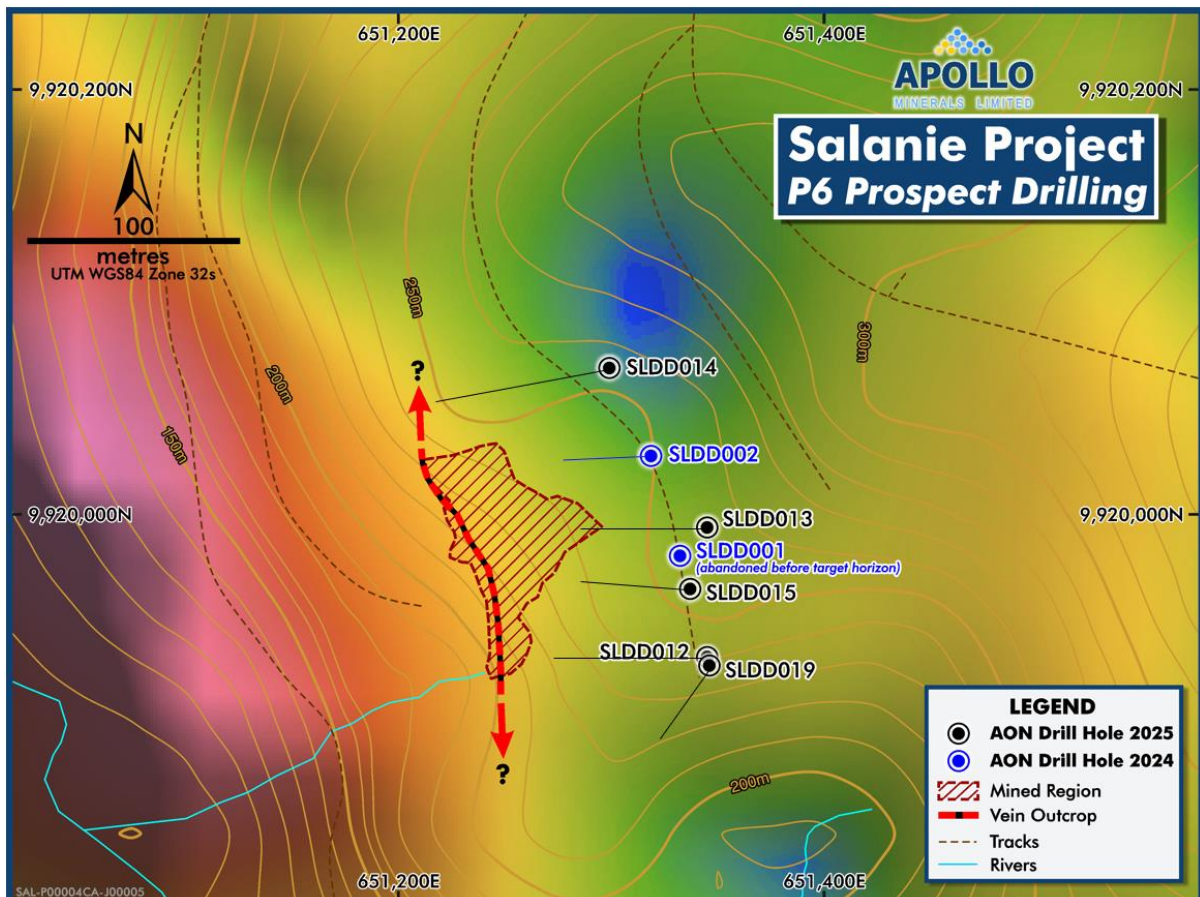 651,200E
651,400E
APOLLO
MINERALS LIMITED
9,920,200N
9,920,200N
Salanie Project
P6 Prospect Drilling
N
100
metres
UTM WGS84 Zone 32s
250m
300m
200m
150m
?
SLDD014
SLDD002
9,920,000N
SLDD013
9,920,000N
SLDD001
(abandoned before target horizon)
SLDD015
SLDD012
SLDD019
?
200m
LEGEND
AON Drill Hole 2025
AON Drill Hole 2024
Mined Region
Vein Outcrop
Tracks
Rivers
651,200E
651,400E
SAL-P00004CA-J00005